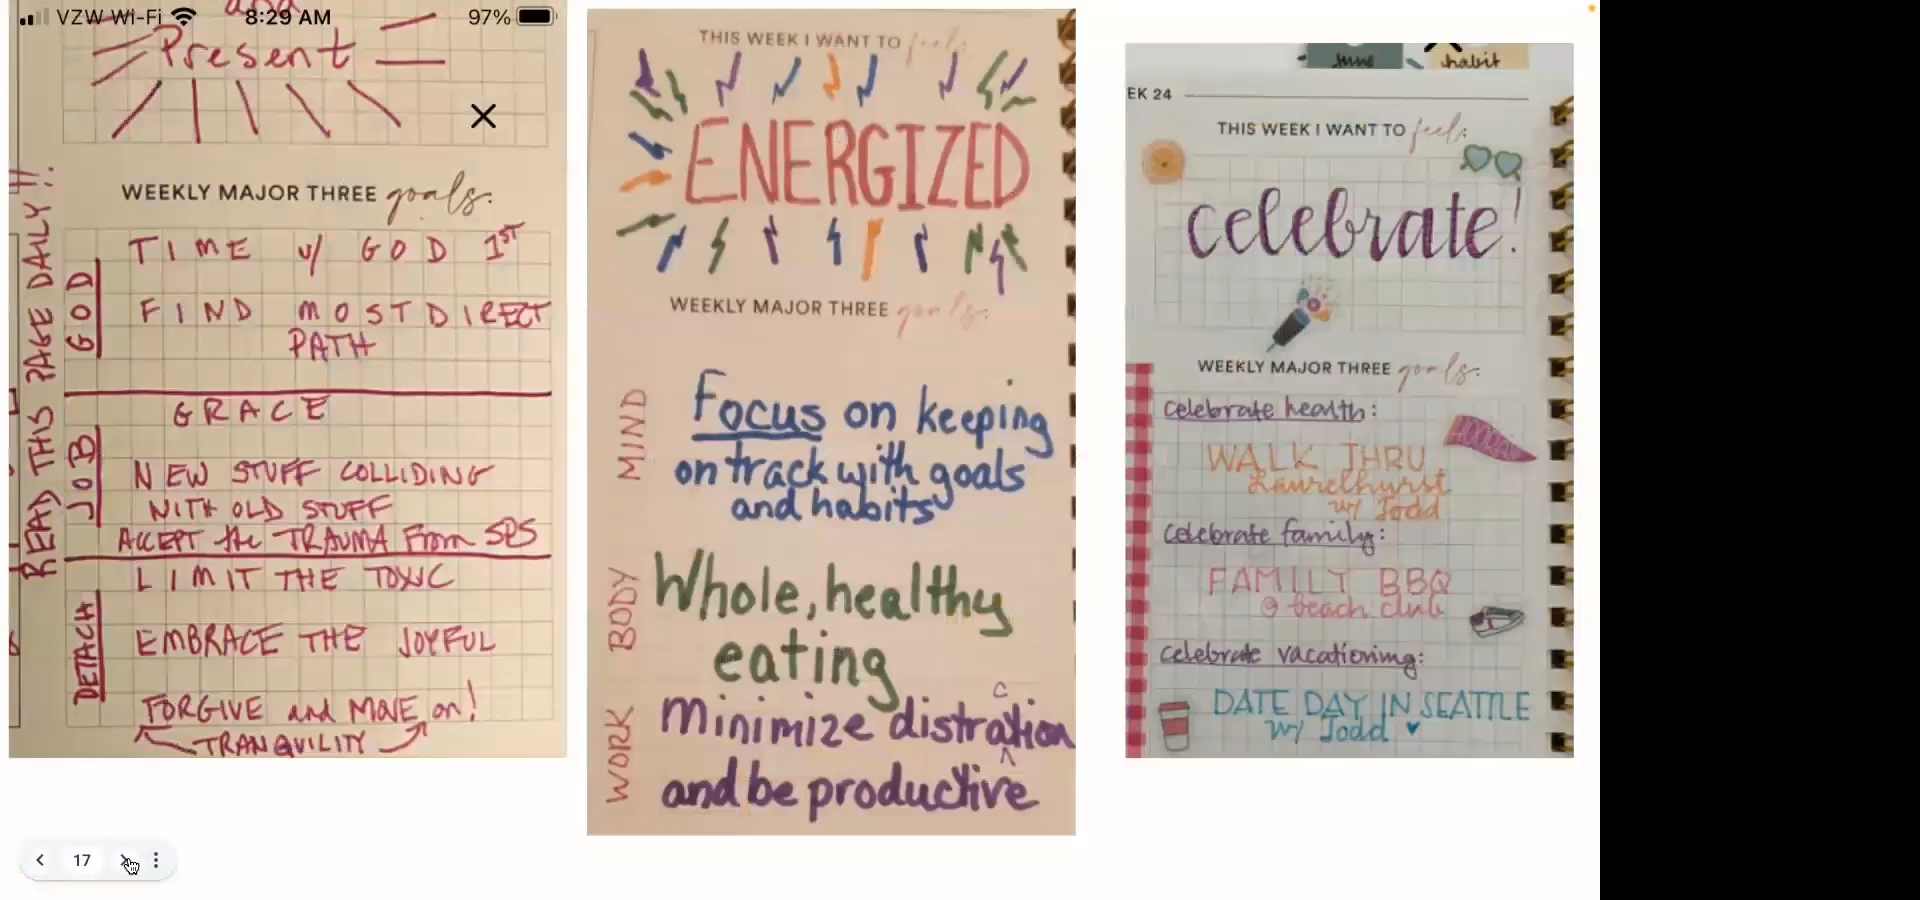 VZW Wi-Fi 8:29 AM 97%
and
Present
READ THIS PAGE DAILY!!
WEEKLY MAJOR THREE goals:
GOD
TIME w/ GOD 1ST
FIND MOST DIRECT
PATH
JOB
GRACE
NEW STUFF COLLIDING
WITH OLD STUFF
ACCEPT the TRAUMA From SPS
DETACH
LIMIT THE TOXIC
EMBRACE THE JOYFUL
FORGIVE and MOVE on!
TRANQUILITY
THIS WEEK I WANT TO feel:
ENERGIZED
WEEKLY MAJOR THREE goals:
MIND
Focus on keeping
on track with goals
and habits
BODY
Whole, healthy
eating
WORK
c
minimize distration
and be productive
June
habit
EK 24
THIS WEEK I WANT TO feel:
celebrate!
WEEKLY MAJOR THREE goals:
celebrate health:
HOORAY
WALK THRU
Laurelhurst
w/ Todd
celebrate family:
FAMILY BBQ
@ beach club
celebrate vacationing:
DATE DAY IN SEATTLE
w/ Todd ♥
17